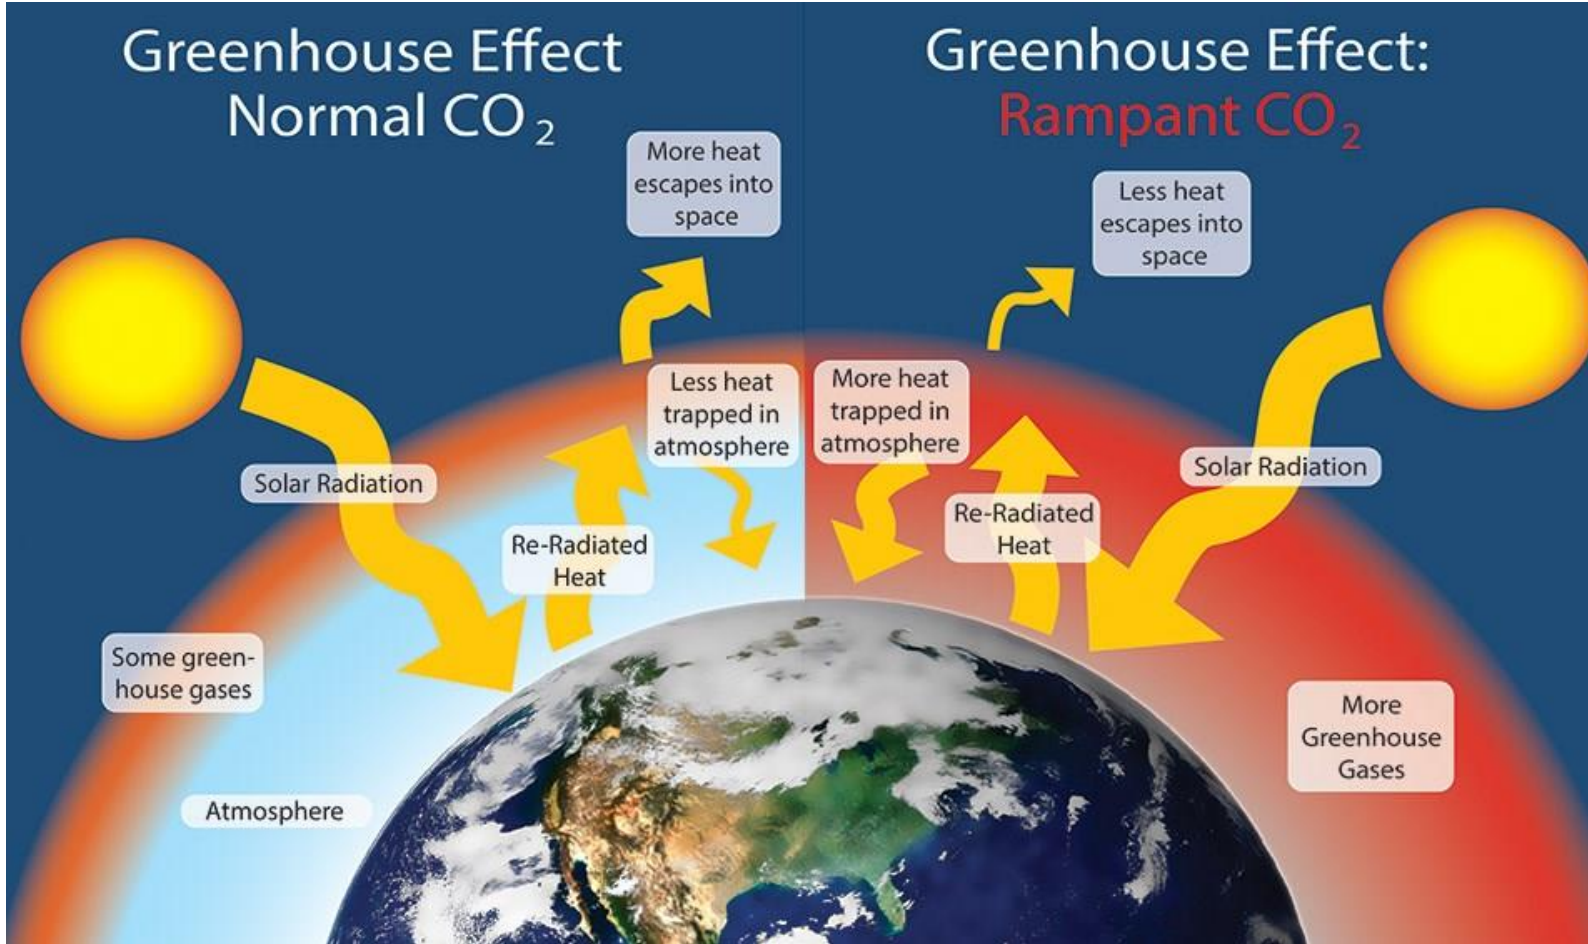 Greenhouse Effect
Normal CO₂
More heat
escapes into
space
Less heat
trapped in
atmosphere
Solar Radiation
Re-Radiated
Heat
Some green-
house gases
Atmosphere
Greenhouse Effect:
Rampant CO₂
Less heat
escapes into
space
More heat
trapped in
atmosphere
Solar Radiation
Re-Radiated
Heat
More
Greenhouse
Gases